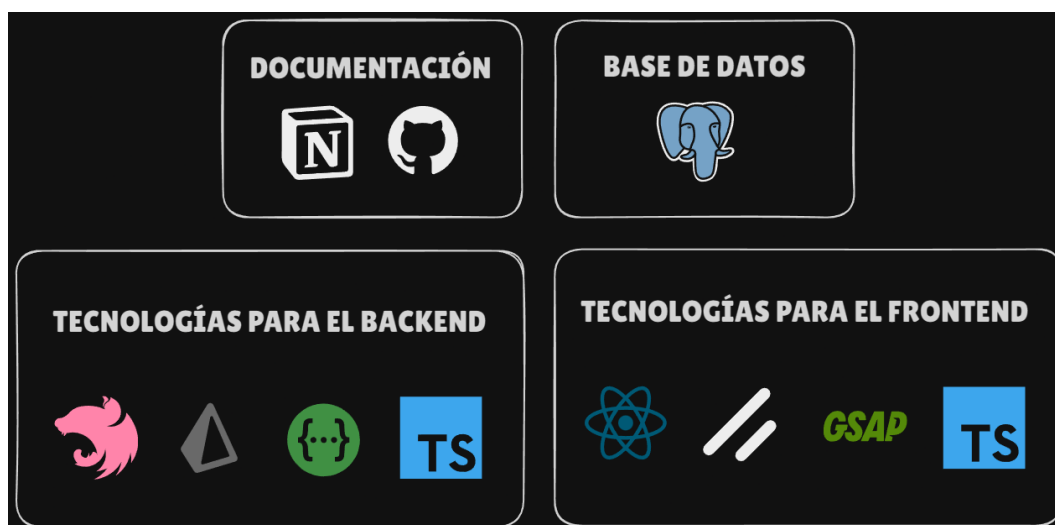 DOCUMENTACIÓN
N
BASE DE DATOS
TECNOLOGÍAS PARA EL BACKEND
{···}
TS
TECNOLOGÍAS PARA EL FRONTEND
GSAP
TS